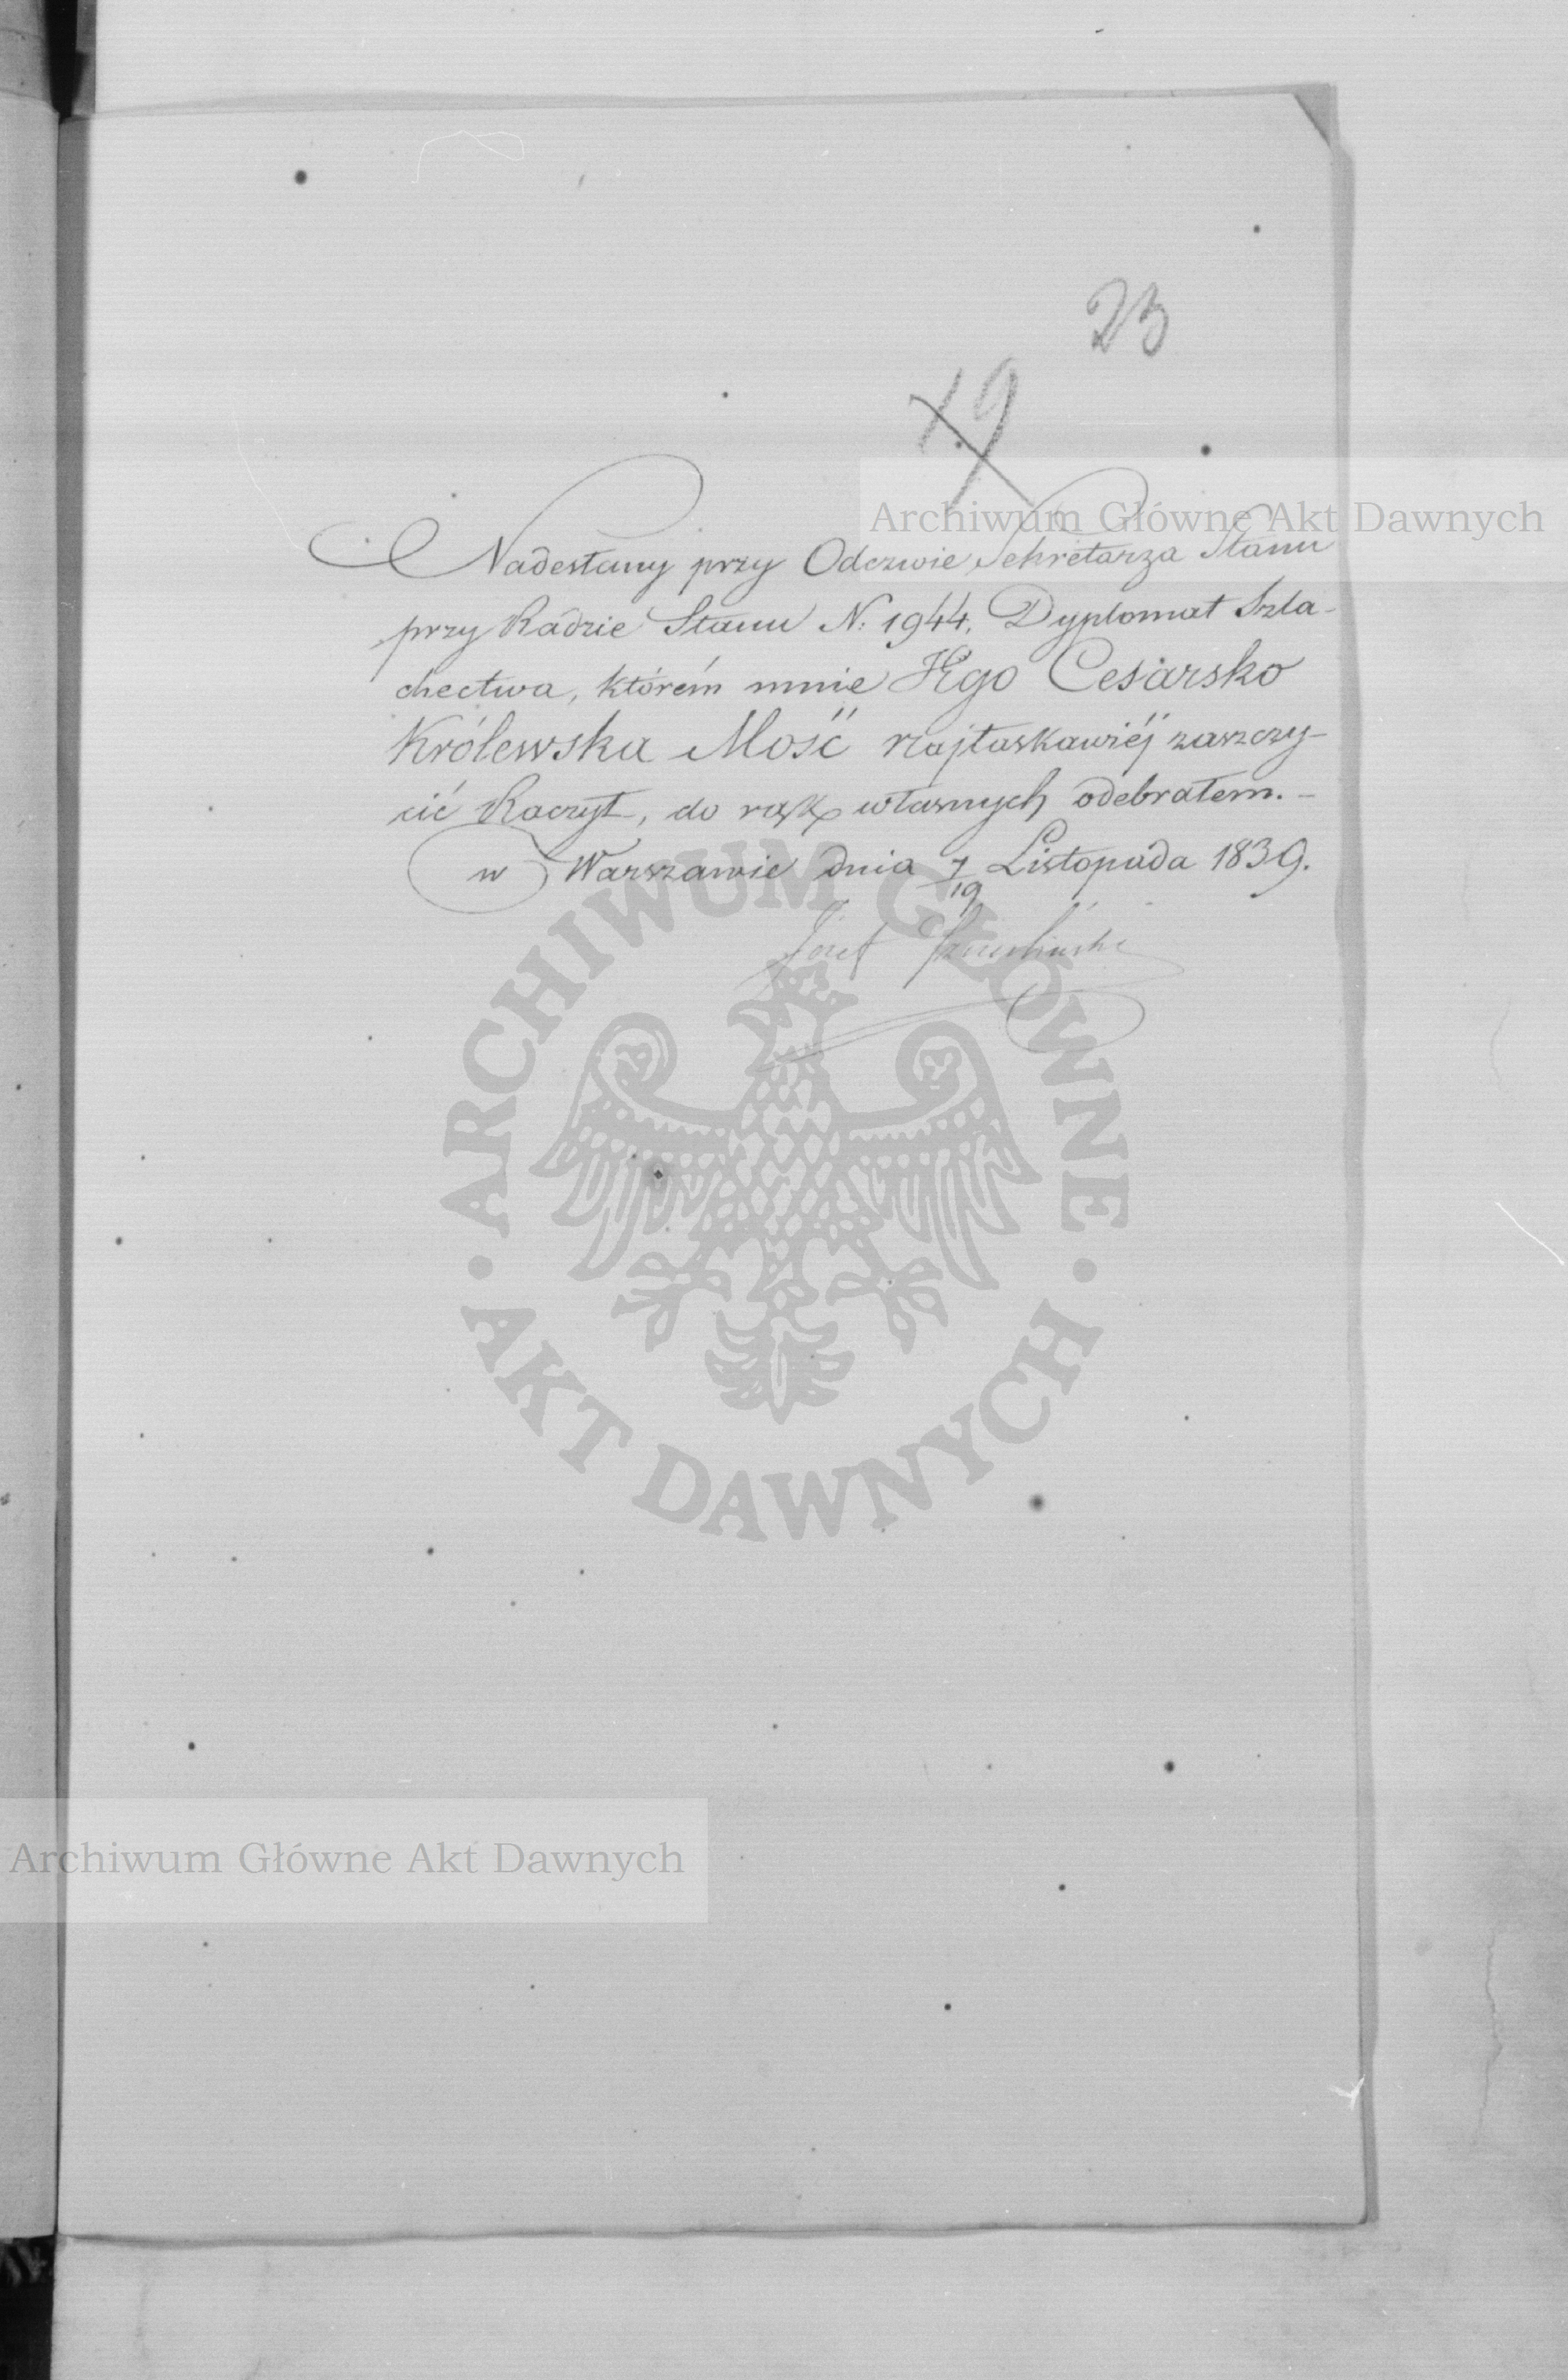 23
19
Archiwum Główne Akt Dawnych
Nadesłany przy Odezwie Sekretarza Stanu
przy Radzie Stanu N: 1944. Dyplomat Szla-
chectwa, którém mnie JEgo Cesarsko
Królewska Mość najłaskawiéj zaszczy-
cić Raczył, do rąk własnych odebrałem.-
w Warszawie dnia 7/19 Listopada 1839.
Józef
ARCHIWUM GŁÓWNE
AKT DAWNYCH
Archiwum Główne Akt Dawnych